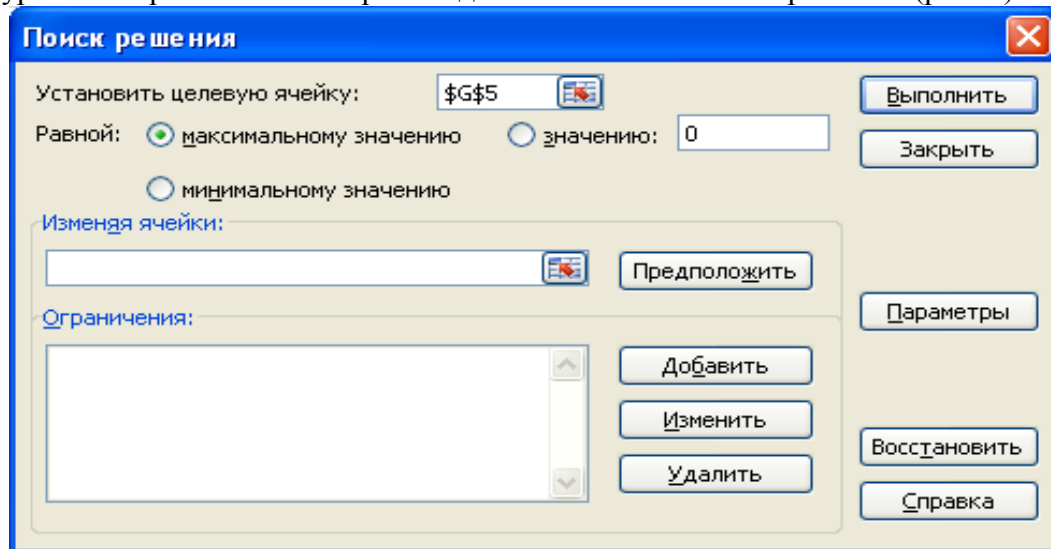 Поиск решения
Установить целевую ячейку: $G$5
Выполнить
Равной: максимальному значению значению: 0
Закрыть
минимальному значению
Изменяя ячейки:
Предположить
Параметры
Ограничения:
Добавить
Изменить
Удалить
Восстановить
Справка